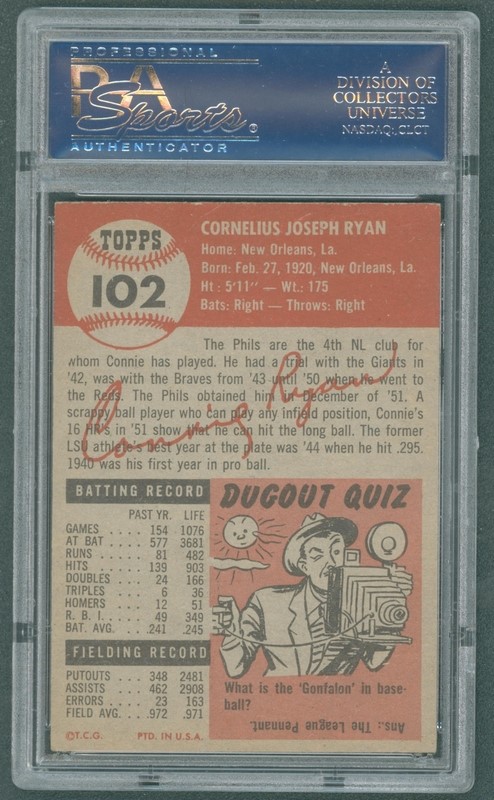 PROFESSIONAL
PSA
Sports®
AUTHENTICATOR
A
DIVISION OF
COLLECTORS
UNIVERSE
NASDAQ: CLCT
TOPPS
102
CORNELIUS JOSEPH RYAN
Home: New Orleans, La.
Born: Feb. 27, 1920, New Orleans, La.
Ht: 5'11" — Wt.: 175
Bats: Right — Throws: Right
The Phils are the 4th NL club for
whom Connie has played. He had a trial with the Giants in
'42, was with the Braves from '43 until '50 when he went to
the Reds. The Phils obtained him in December of '51. A
scrappy ball player who can play any infield position, Connie's
16 HR's in '51 show that he can hit the long ball. The former
LSU athlete's best year at the plate was '44 when he hit .295.
1940 was his first year in pro ball.
Connie Ryan
BATTING RECORD
PAST YR. LIFE
GAMES .... 154 1076
AT BAT .... 577 3681
RUNS .... 81 482
HITS .... 139 903
DOUBLES ... 24 166
TRIPLES ... 6 36
HOMERS ... 12 51
R. B. I. .... 49 349
BAT. AVG. .. .241 .245
FIELDING RECORD
PUTOUTS ... 348 2481
ASSISTS ... 462 2908
ERRORS ... 23 163
FIELD AVG. .. .972 .971
©T.C.G. PTD. IN U.S.A.
DUGOUT QUIZ
What is the 'Gonfalon' in base-
ball?
Ans.: The League Pennant.